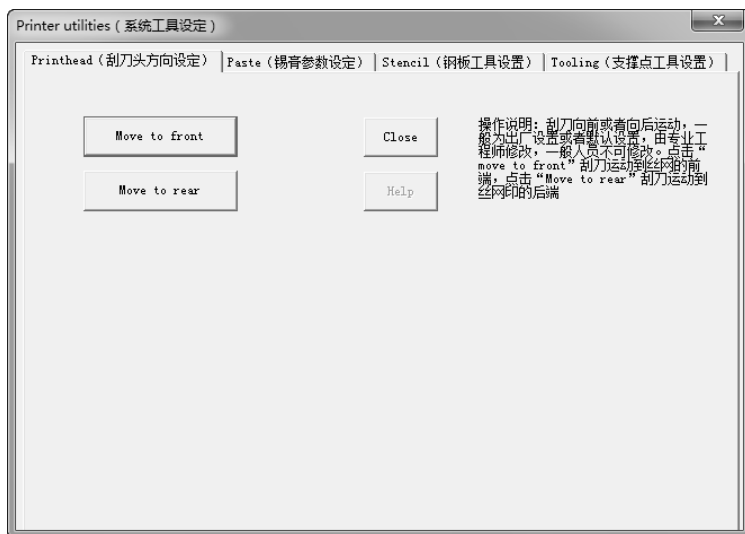 Printer utilities（系统工具设定）
Printhead（刮刀头方向设定） Paste（锡膏参数设定） Stencil（钢板工具设置） Tooling（支撑点工具设置）
Move to front
Close
Move to rear
Help
操作说明：刮刀向前或者向后运动，一
般为出厂设置或者默认设置，由专业工
程师修改，一般人员不可修改。点击“
move to front”刮刀运动到丝网的前
端，点击“Move to rear”刮刀运动到
丝网印的后端